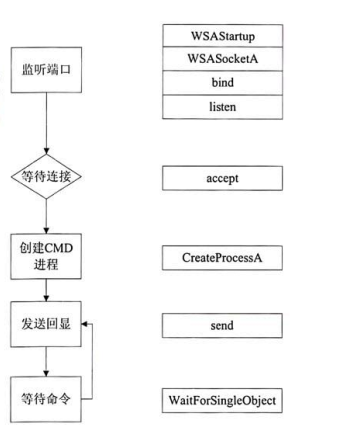 监听端口
WSAStartup
WSASocketA
bind
listen
等待连接
accept
创建CMD
进程
CreateProcessA
发送回显
send
等待命令
WaitForSingleObject